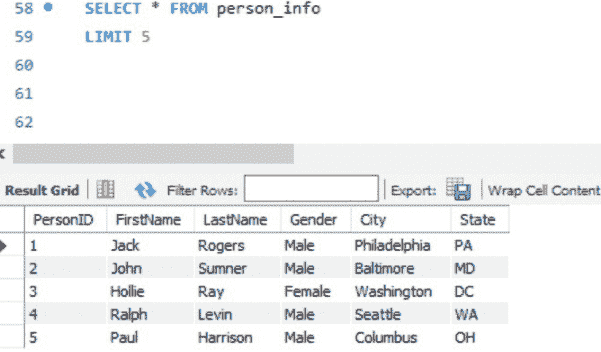 58 SELECT * FROM person_info
59 LIMIT 5
60
61
62
Result Grid Filter Rows: Export: Wrap Cell Content
PersonID FirstName LastName Gender City State
1 Jack Rogers Male Philadelphia PA
2 John Sumner Male Baltimore MD
3 Hollie Ray Female Washington DC
4 Ralph Levin Male Seattle WA
5 Paul Harrison Male Columbus OH